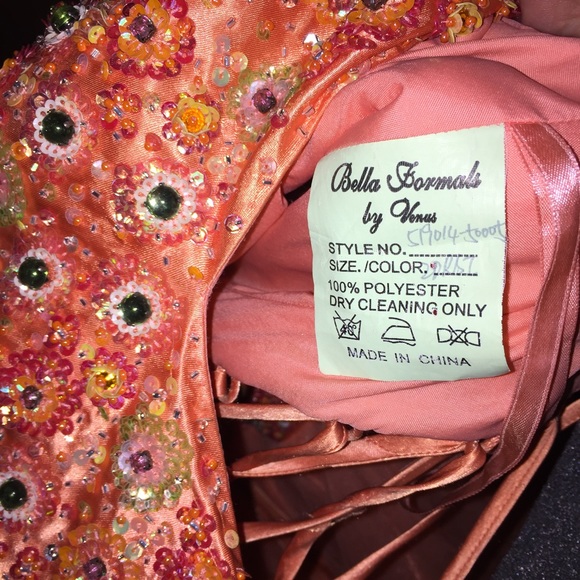 Bella Formals
by Venus
STYLE NO.
SIZE./COLOR.
100% POLYESTER
DRY CLEANING ONLY
MADE IN CHINA